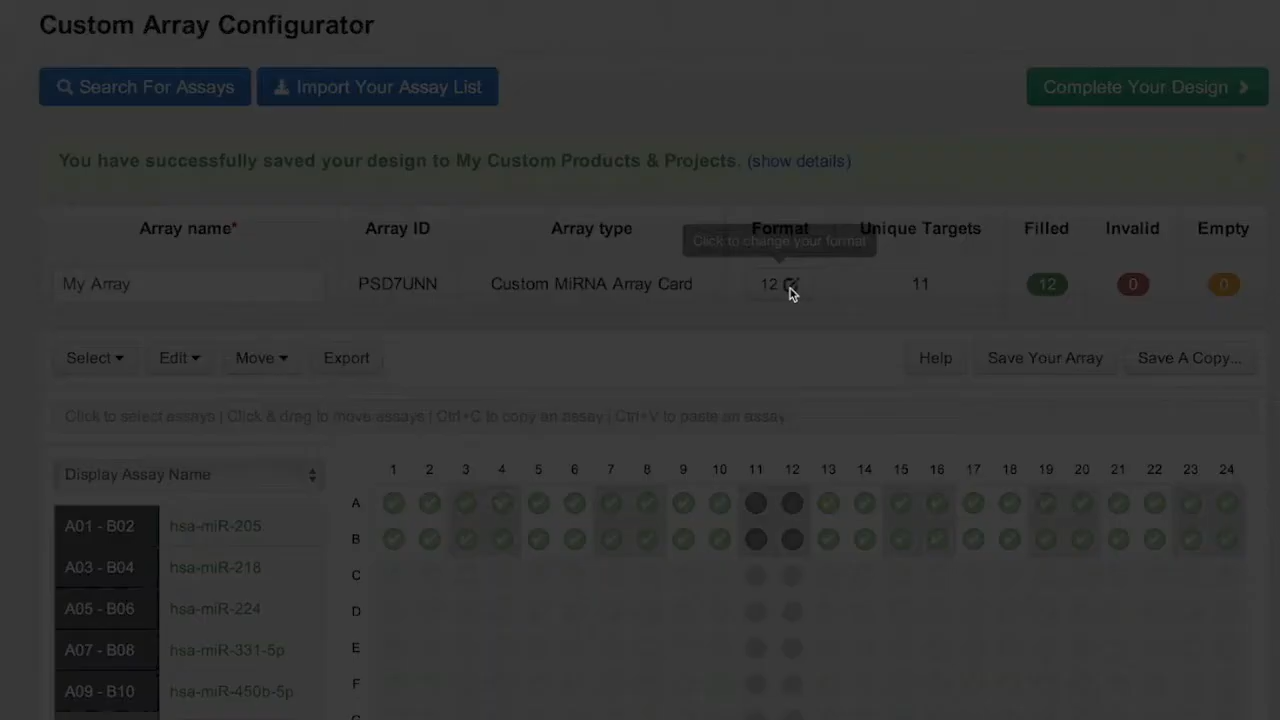 Custom Array Configurator
Search For Assays Import Your Assay List Complete Your Design
You have successfully saved your design to My Custom Products & Projects. (show details) ×
Array name* Array ID Array type Format Unique Targets Filled Invalid Empty
Click to change your format
My Array PSD7UNN Custom MiRNA Array Card 12 11 12 0 0
Select Edit Move Export Help Save Your Array Save A Copy...
Click to select assays | Click & drag to move assays | Ctrl+C to copy an assay | Ctrl+V to paste an assay
Display Assay Name 1 2 3 4 5 6 7 8 9 10 11 12 13 14 15 16 17 18 19 20 21 22 23 24
A
A01 - B02 hsa-miR-205
B
A03 - B04 hsa-miR-218
C
A05 - B06 hsa-miR-224
D
A07 - B08 hsa-miR-331-5p
E
A09 - B10 hsa-miR-450b-5p
F